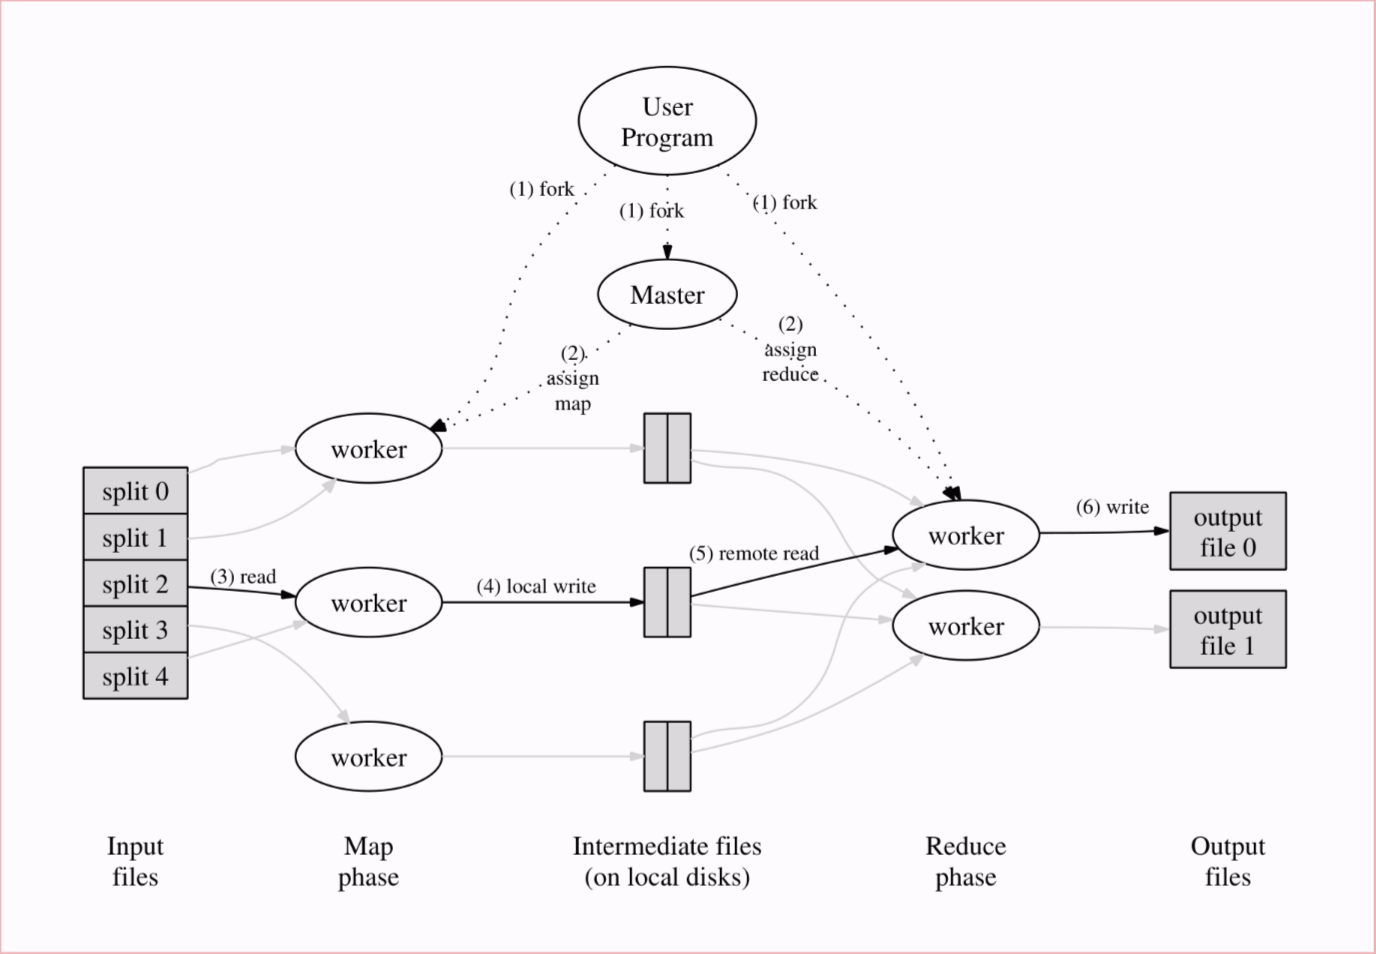 User
Program
(1) fork
(1) fork
(1) fork
Master
(2)
assign
map
(2)
assign
reduce
worker
split 0
split 1
split 2
split 3
split 4
(3) read
worker
(4) local write
(5) remote read
worker
(6) write
output
file 0
worker
output
file 1
worker
Input
files
Map
phase
Intermediate files
(on local disks)
Reduce
phase
Output
files